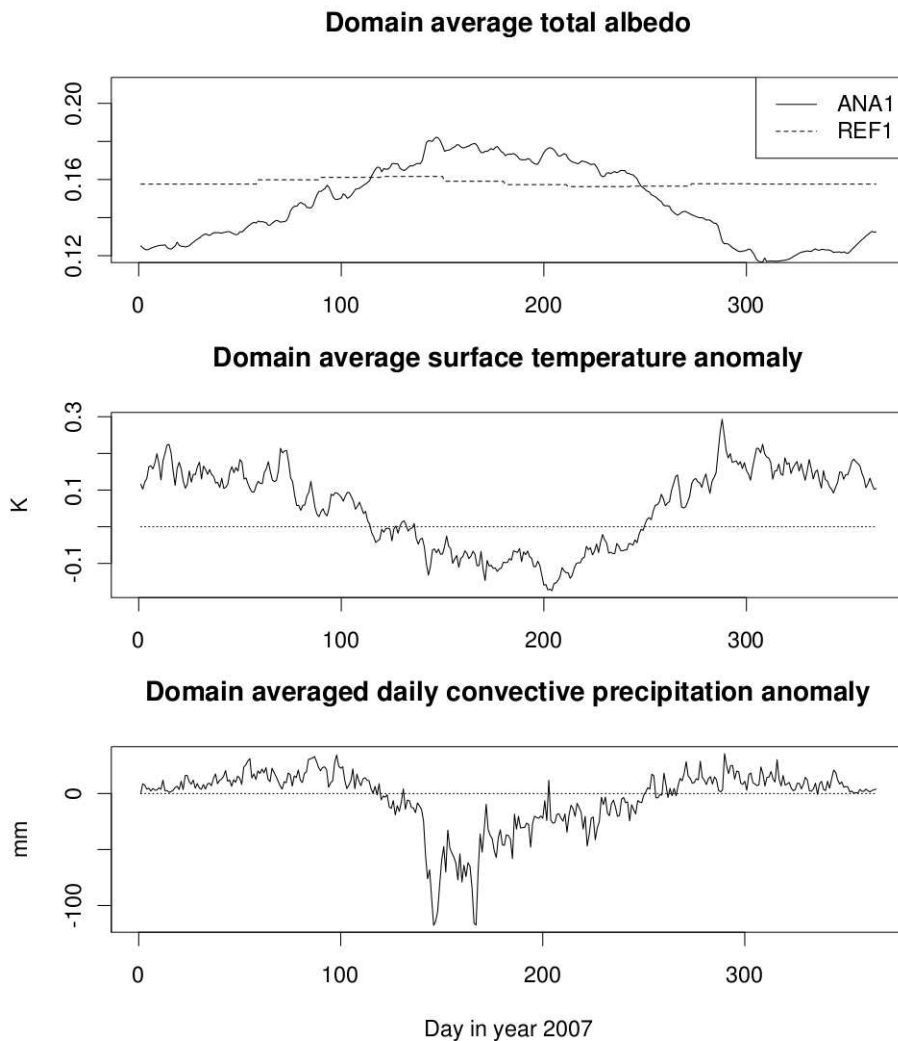 Domain average total albedo
0.20
0.16
0.12
ANA1
REF1
0 100 200 300
Domain average surface temperature anomaly
K
0.3
0.1
-0.1
0 100 200 300
Domain averaged daily convective precipitation anomaly
mm
0
-100
0 100 200 300
Day in year 2007